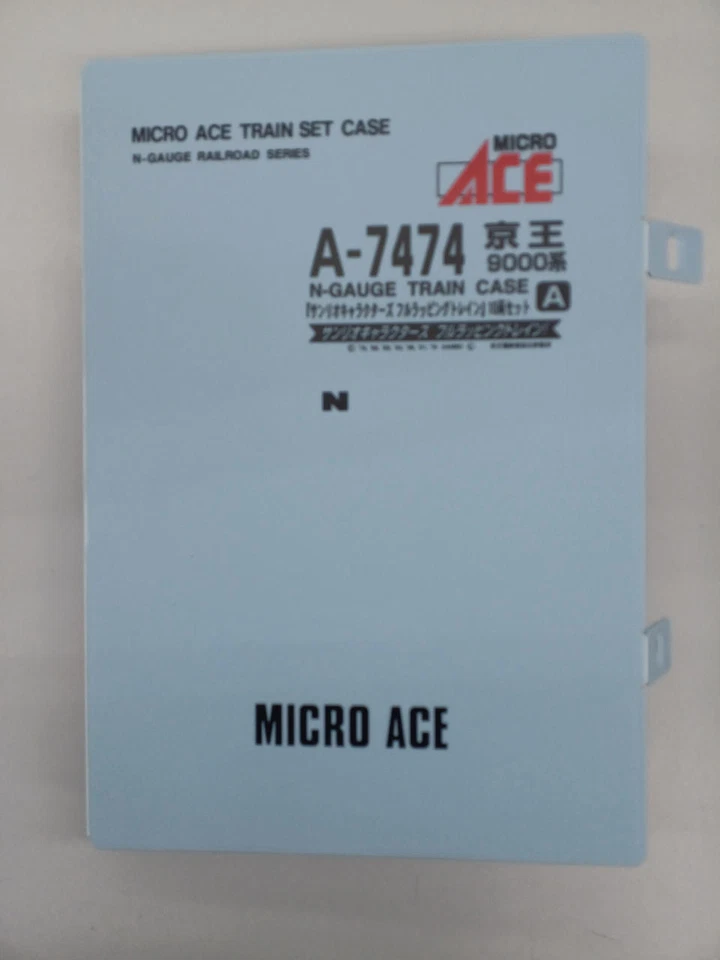 MICRO ACE TRAIN SET CASE
N-GAUGE RAILROAD SERIES
MICRO
ACE
A-7474 京王
9000系
N-GAUGE TRAIN CASE A
『サンリオキャラクターズ フルラッピングトレイン』 10両セット
サンリオキャラクターズ フルラッピングトレイン!
N
MICRO ACE